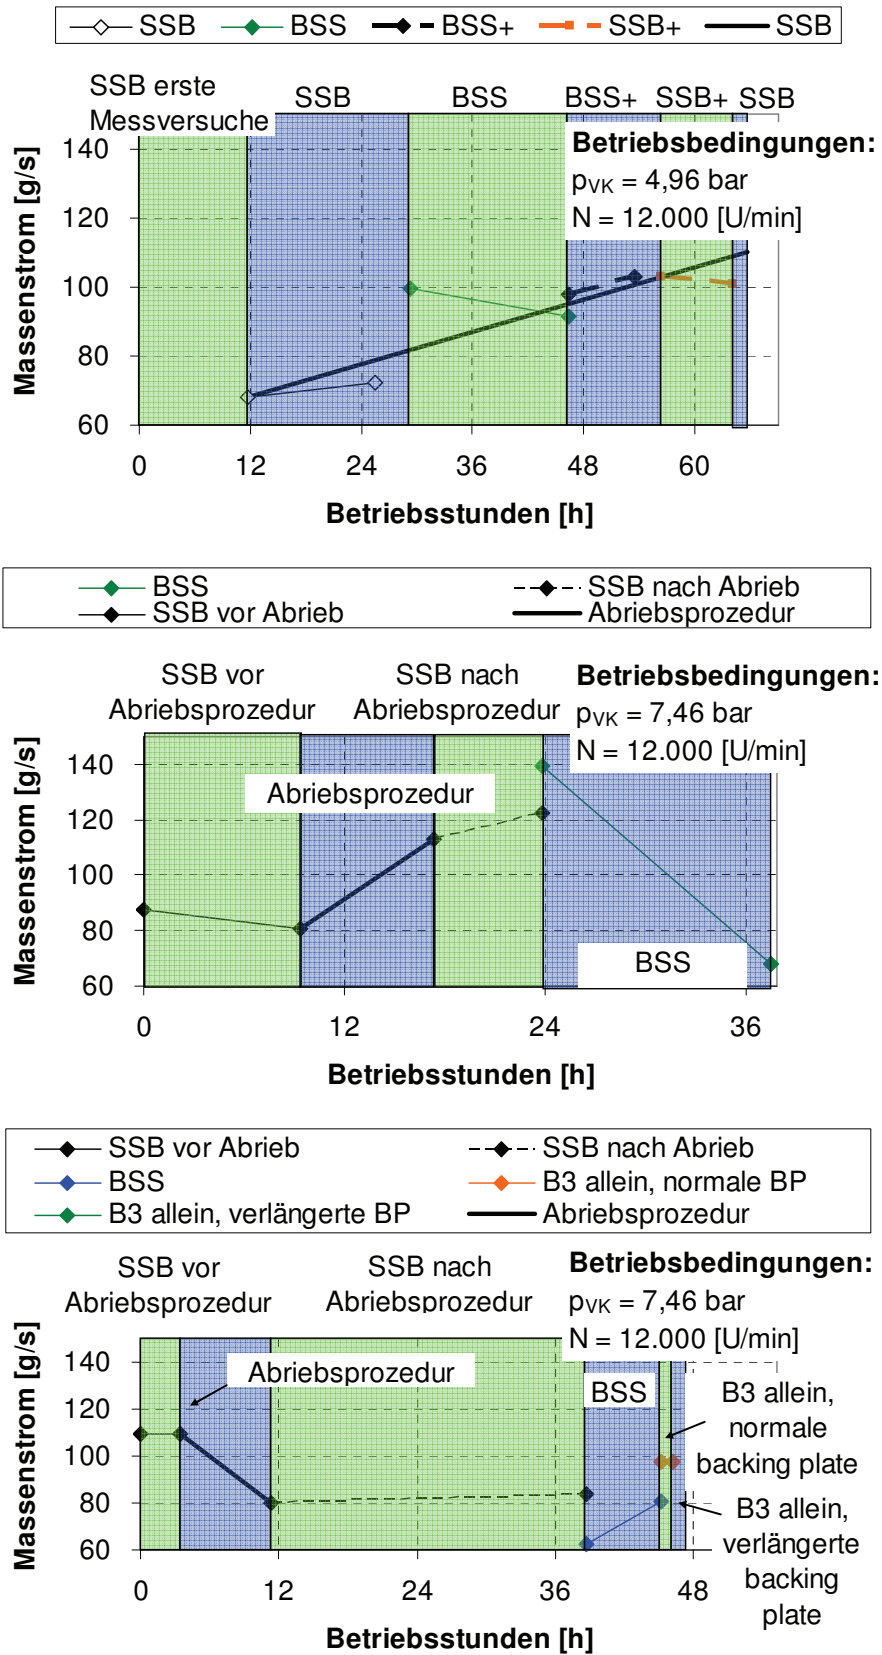 SSB BSS BSS+ SSB+ SSB
SSB erste
Messversuche
SSB BSS BSS+ SSB+ SSB
Betriebsbedingungen:
pVK = 4,96 bar
N = 12.000 [U/min]
Massenstrom [g/s]
140
120
100
80
60
0 12 24 36 48 60
Betriebsstunden [h]
BSS SSB nach Abrieb
SSB vor Abrieb Abriebsprozedur
SSB vor
Abriebsprozedur
SSB nach
Abriebsprozedur
Betriebsbedingungen:
pVK = 7,46 bar
N = 12.000 [U/min]
Massenstrom [g/s]
140
120
100
80
60
Abriebsprozedur
BSS
0 12 24 36
Betriebsstunden [h]
SSB vor Abrieb SSB nach Abrieb
BSS B3 allein, normale BP
B3 allein, verlängerte BP Abriebsprozedur
SSB vor
Abriebsprozedur
SSB nach
Abriebsprozedur
Betriebsbedingungen:
pVK = 7,46 bar
N = 12.000 [U/min]
Massenstrom [g/s]
140
120
100
80
60
Abriebsprozedur
BSS
B3 allein,
normale
backing plate
B3 allein,
verlängerte
backing
plate
0 12 24 36 48
Betriebsstunden [h]